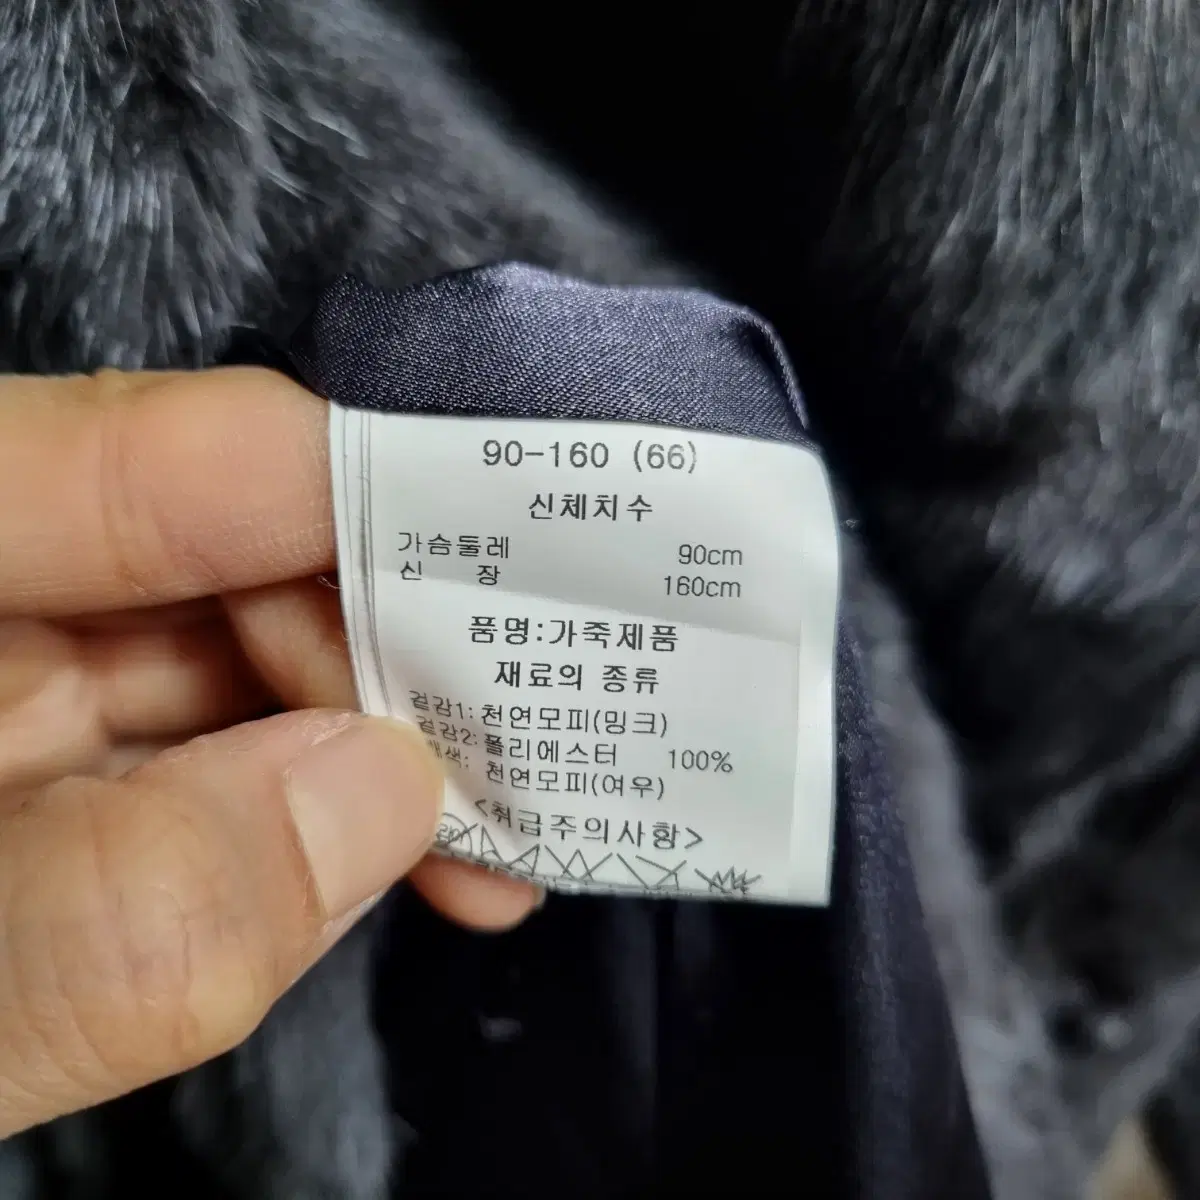 90-160 (66)
신체치수
가슴둘레 90cm
신 장 160cm
품명:가죽제품
재료의 종류
겉감1: 천연모피(밍크)
겉감2: 폴리에스터 100%
배색: 천연모피(여우)
<취급주의사항>